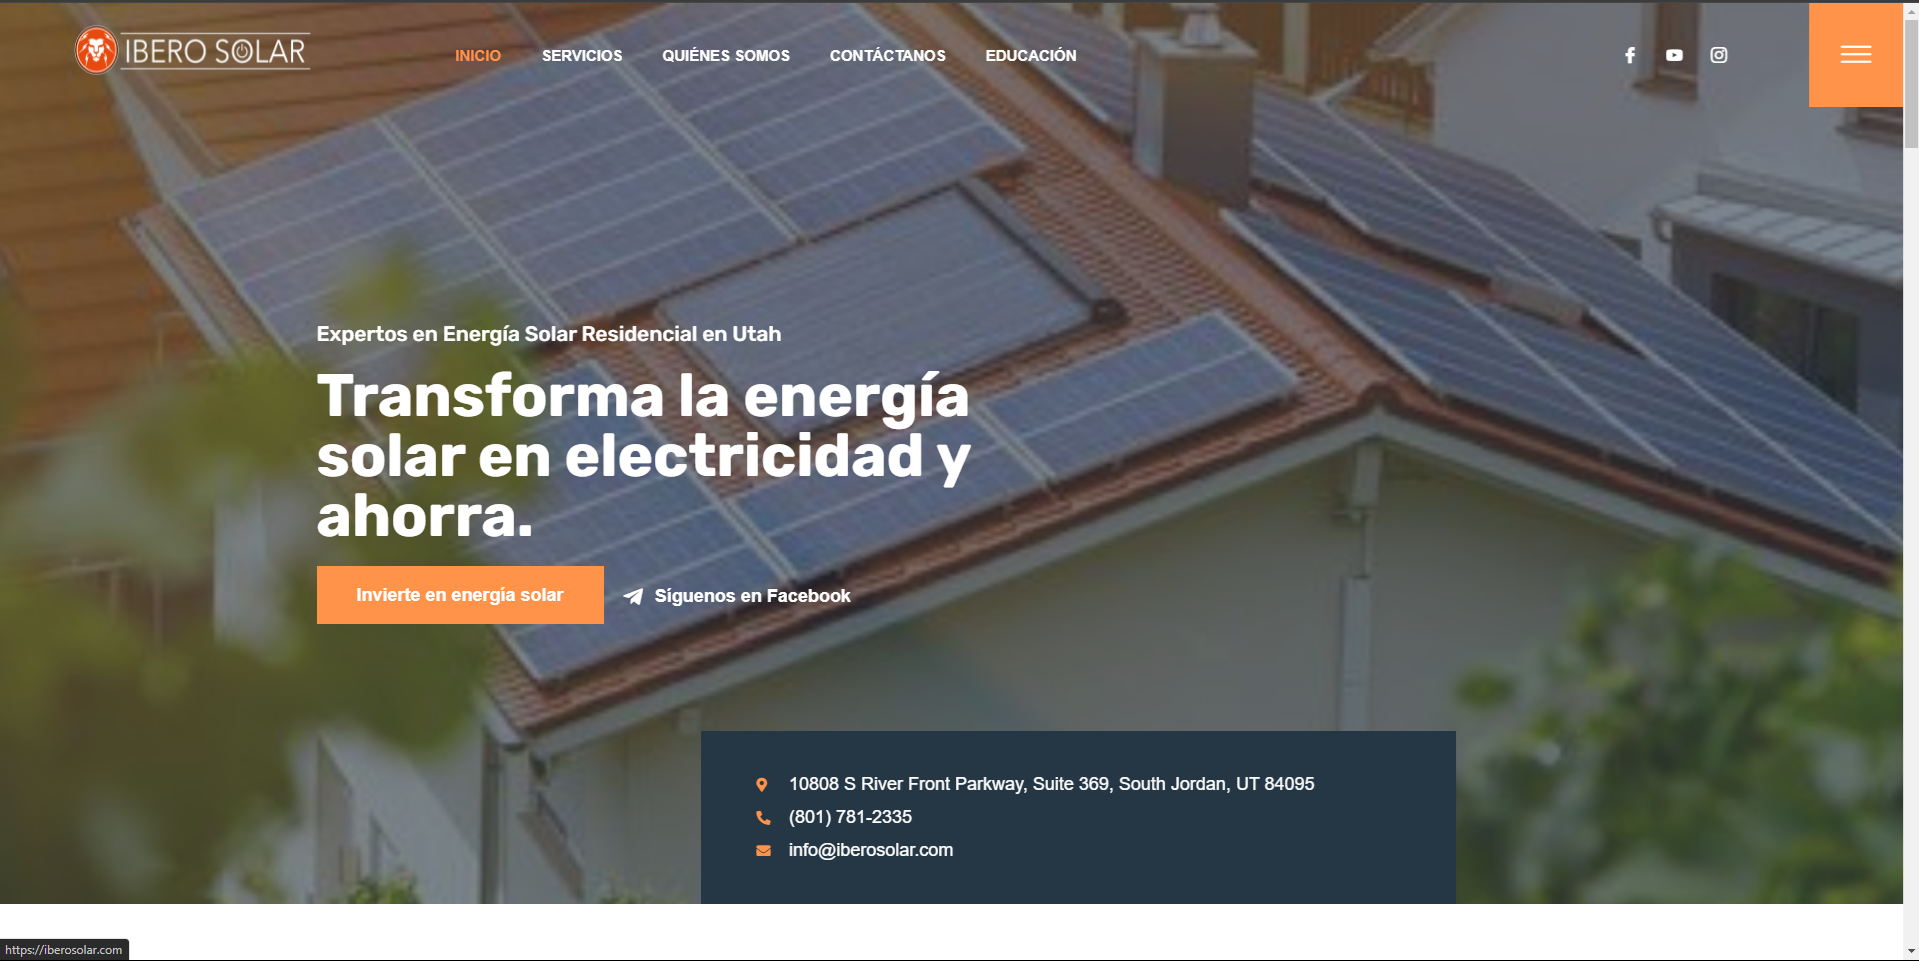 IBERO SOLAR
INICIO SERVICIOS QUIÉNES SOMOS CONTÁCTANOS EDUCACIÓN
Expertos en Energía Solar Residencial en Utah
Transforma la energía
solar en electricidad y
ahorra.
Invierte en energía solar
Síguenos en Facebook
10808 S River Front Parkway, Suite 369, South Jordan, UT 84095
(801) 781-2335
info@iberosolar.com
https://iberosolar.com